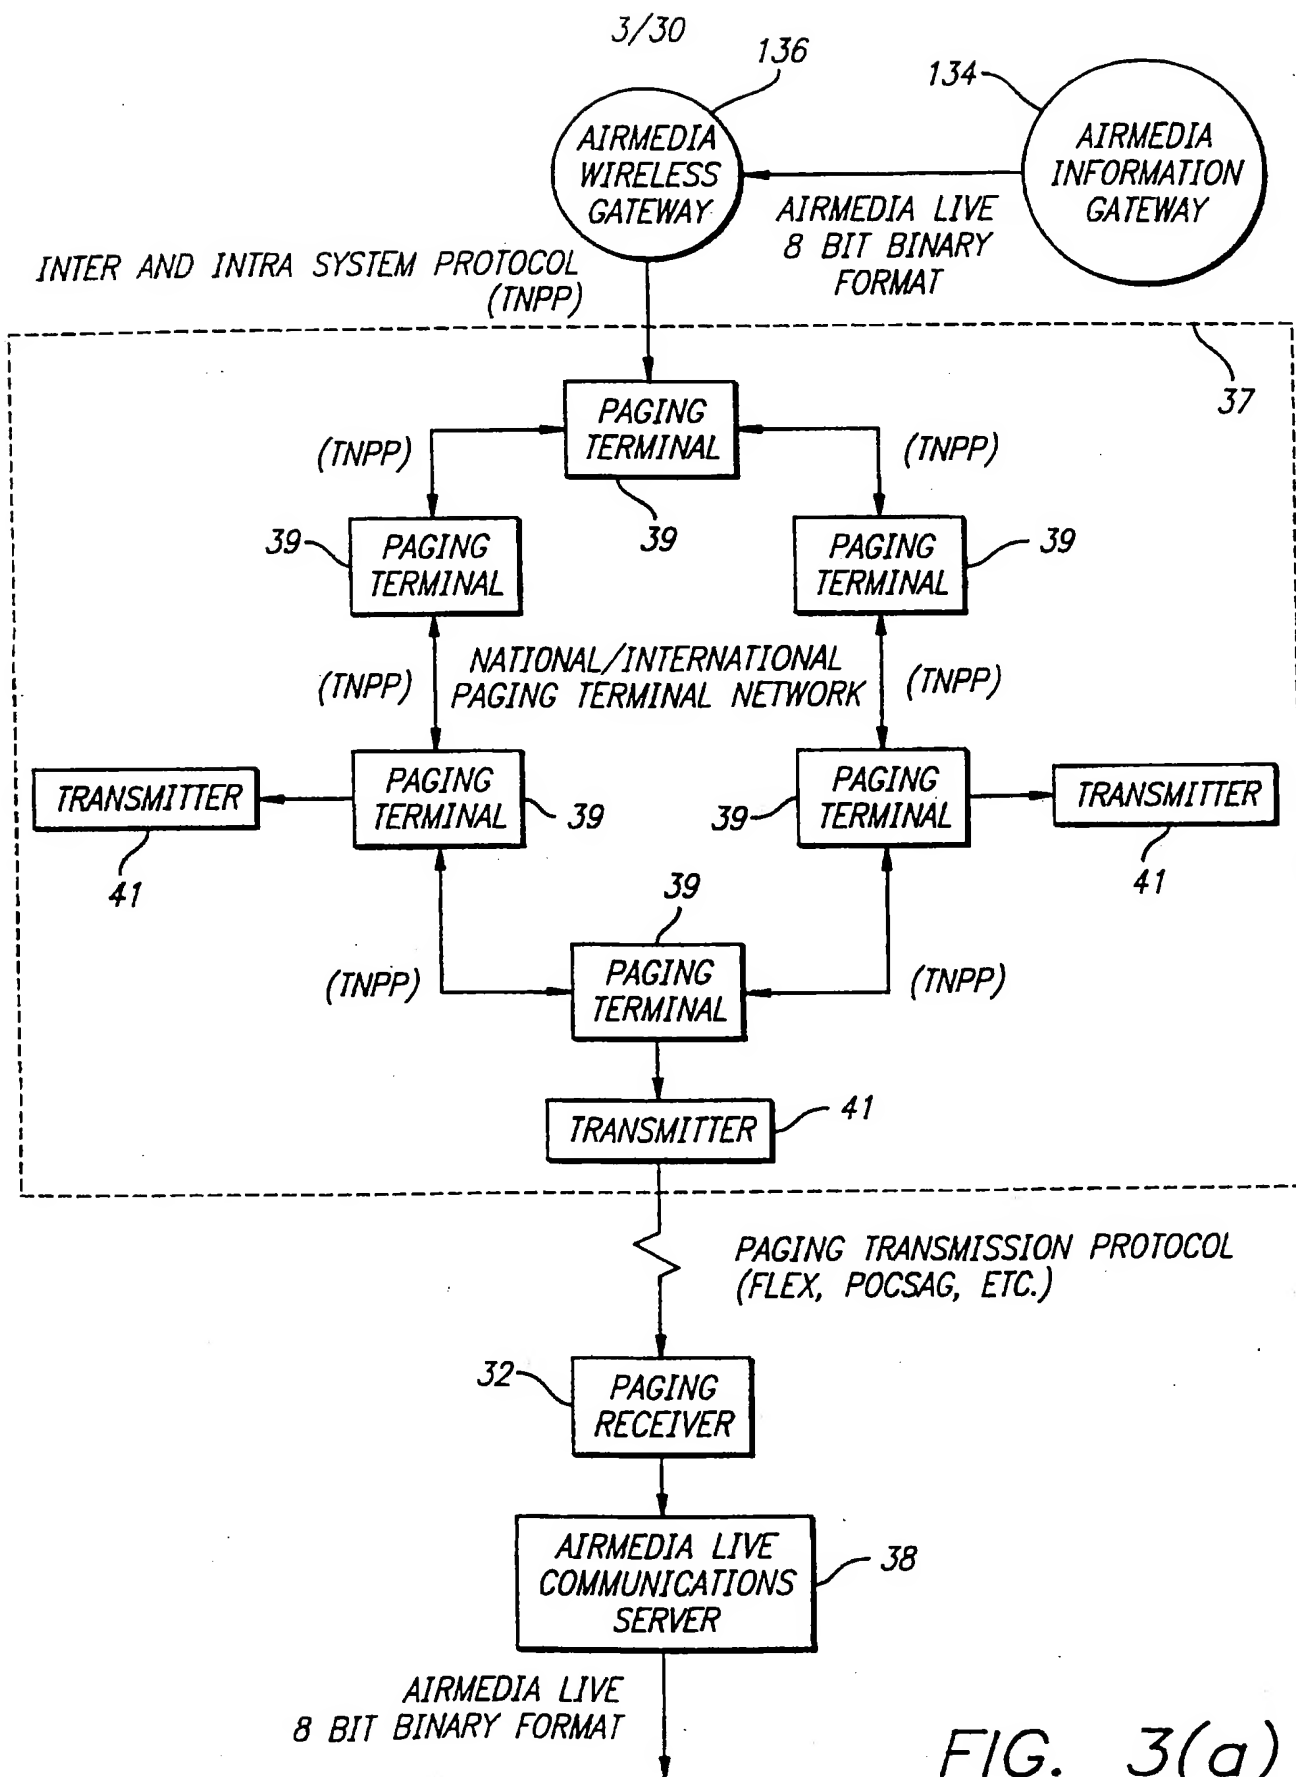 3/30
136
134
AIRMEDIA
WIRELESS
GATEWAY
AIRMEDIA
INFORMATION
GATEWAY
AIRMEDIA LIVE
8 BIT BINARY
FORMAT
INTER AND INTRA SYSTEM PROTOCOL
(TNPP)
37
PAGING
TERMINAL
39
(TNPP)
(TNPP)
39
PAGING
TERMINAL
PAGING
TERMINAL
39
NATIONAL/INTERNATIONAL
PAGING TERMINAL NETWORK
(TNPP)
(TNPP)
TRANSMITTER
41
PAGING
TERMINAL
39
39
PAGING
TERMINAL
TRANSMITTER
41
39
PAGING
TERMINAL
(TNPP)
(TNPP)
TRANSMITTER
41
PAGING TRANSMISSION PROTOCOL
(FLEX, POCSAG, ETC.)
32
PAGING
RECEIVER
AIRMEDIA LIVE
COMMUNICATIONS
SERVER
38
AIRMEDIA LIVE
8 BIT BINARY FORMAT
FIG. 3(a)